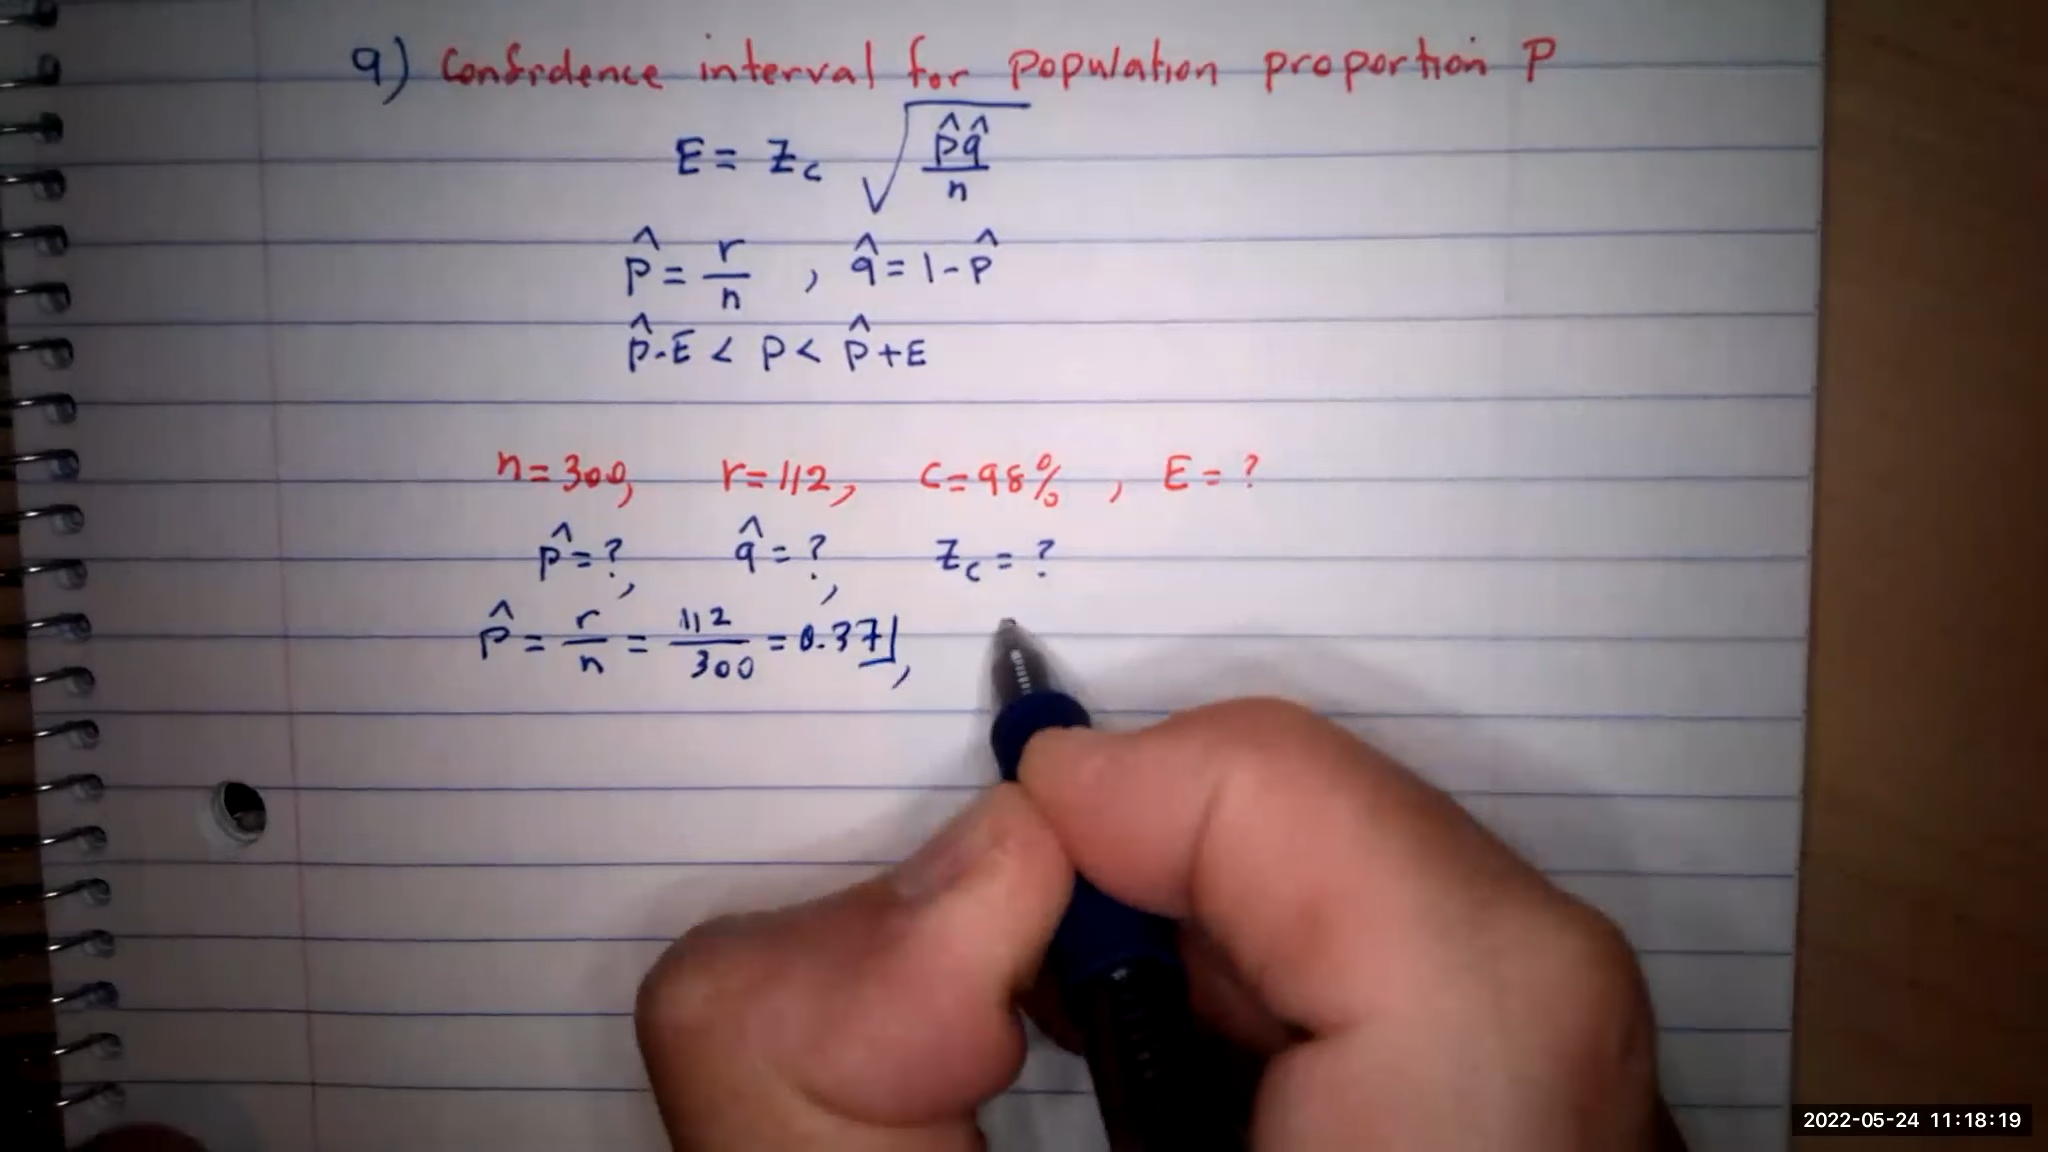 9) Confidence interval for population proportion P
E = Zc √(p̂q̂/n)
p̂ = r/n , q̂ = 1 - p̂
p̂ - E < P < p̂ + E
n = 300, r = 112, C = 98% , E = ?
p̂ = ?, q̂ = ?, Zc = ?
p̂ = r/n = 112/300 = 0.37,
2022-05-24 11:18:19